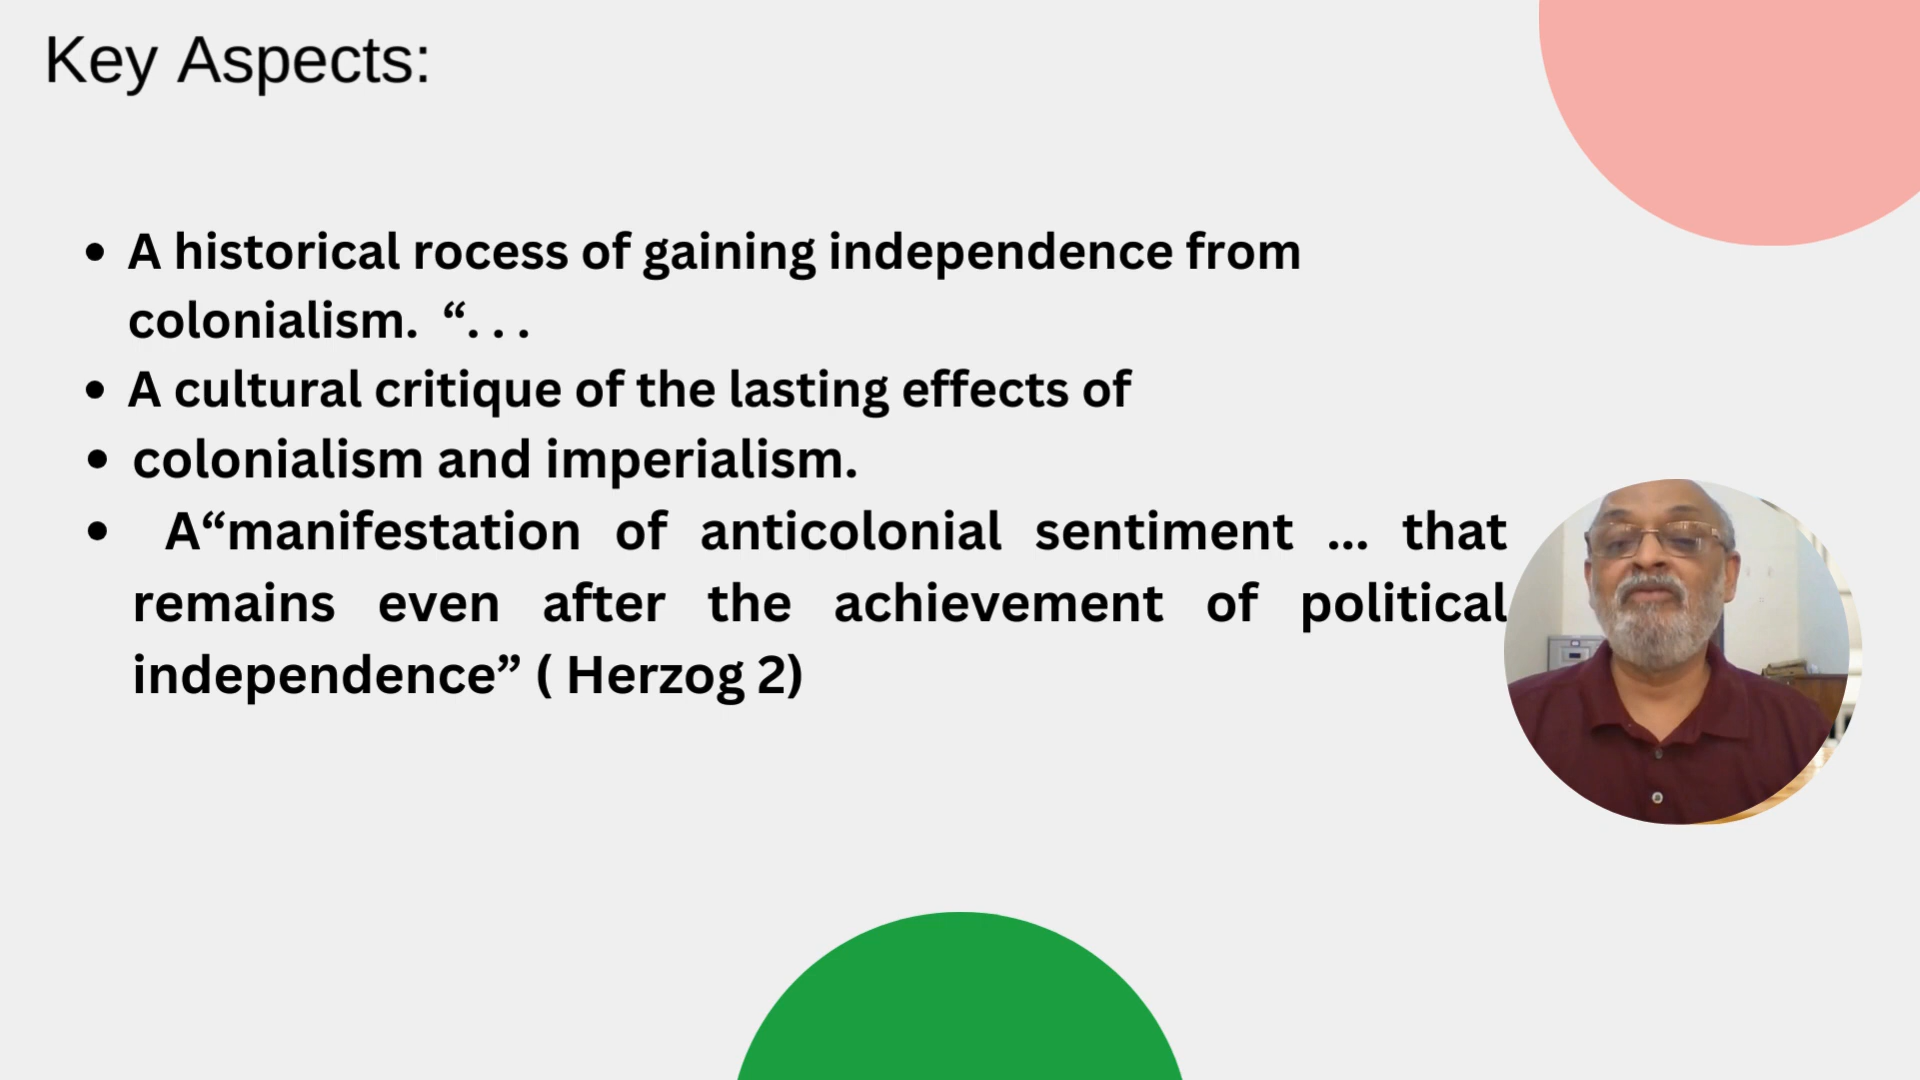 Key Aspects:
• A historical rocess of gaining independence from
colonialism.  “. . .
• A cultural critique of the lasting effects of
• colonialism and imperialism.
• A“manifestation of anticolonial sentiment ... that
remains even after the achievement of political
independence” ( Herzog 2)